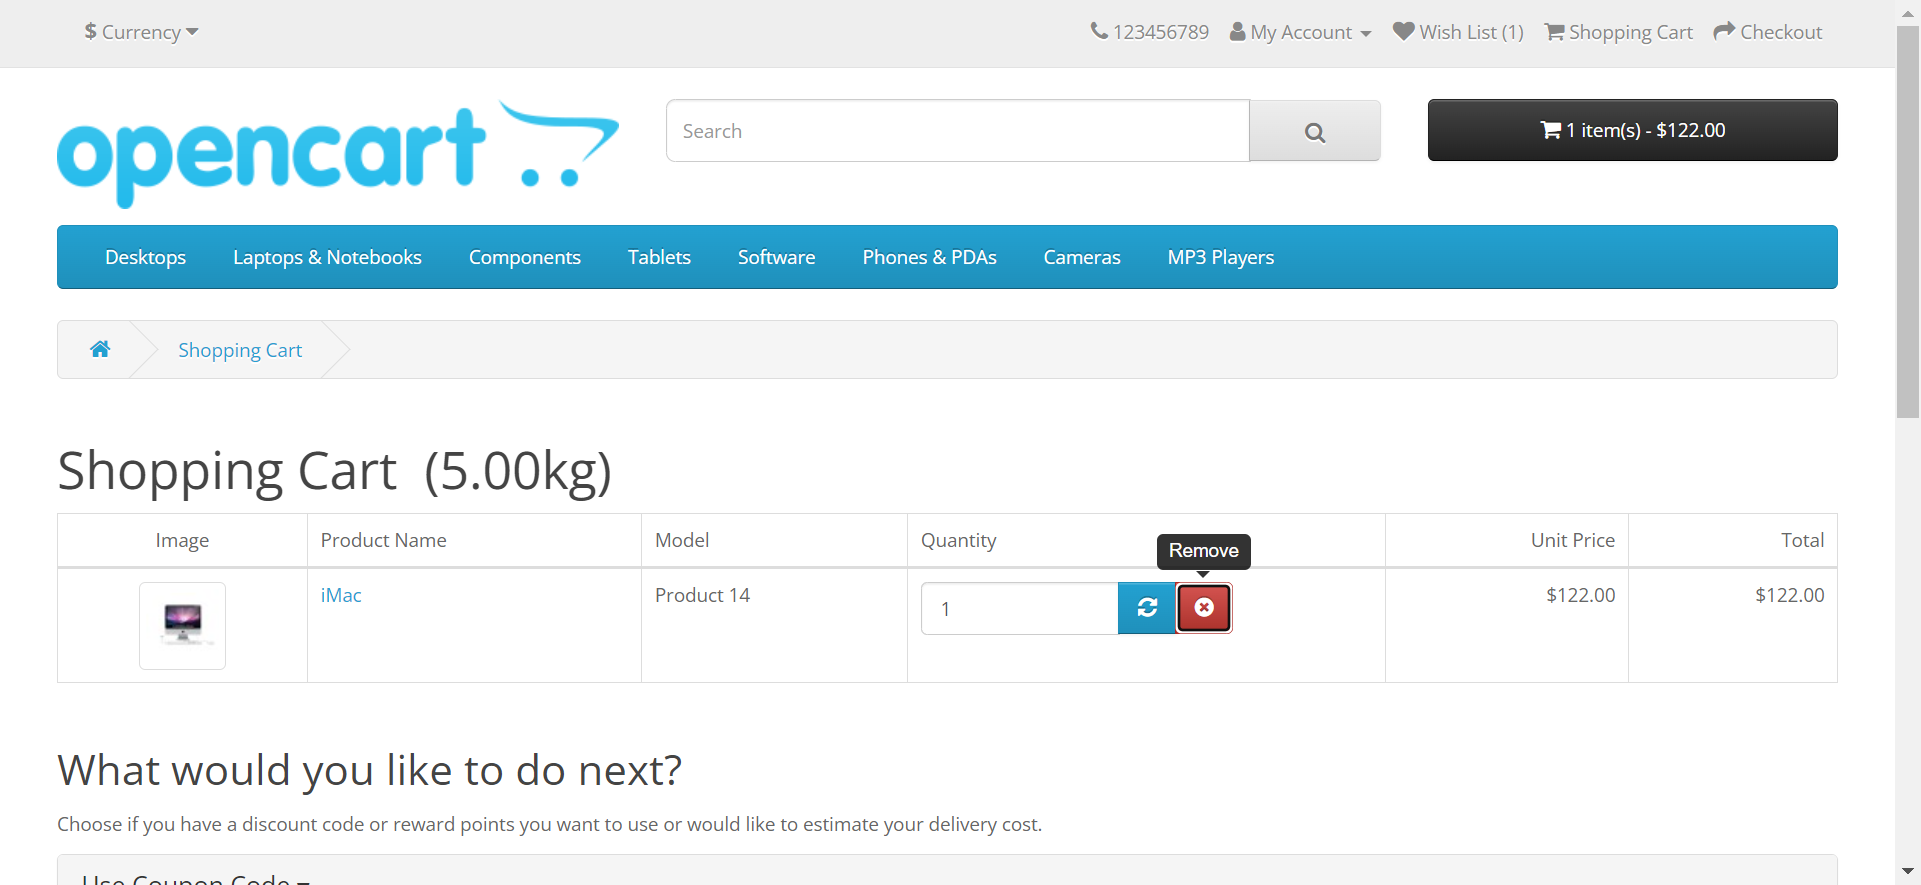 $ Currency
123456789 My Account Wish List (1) Shopping Cart Checkout
opencart
Search
1 item(s) - $122.00
Desktops Laptops & Notebooks Components Tablets Software Phones & PDAs Cameras MP3 Players
Shopping Cart
Shopping Cart (5.00kg)
Image Product Name Model Quantity Unit Price Total
Remove
iMac Product 14 1 $122.00 $122.00
What would you like to do next?
Choose if you have a discount code or reward points you want to use or would like to estimate your delivery cost.
Use Coupon Code